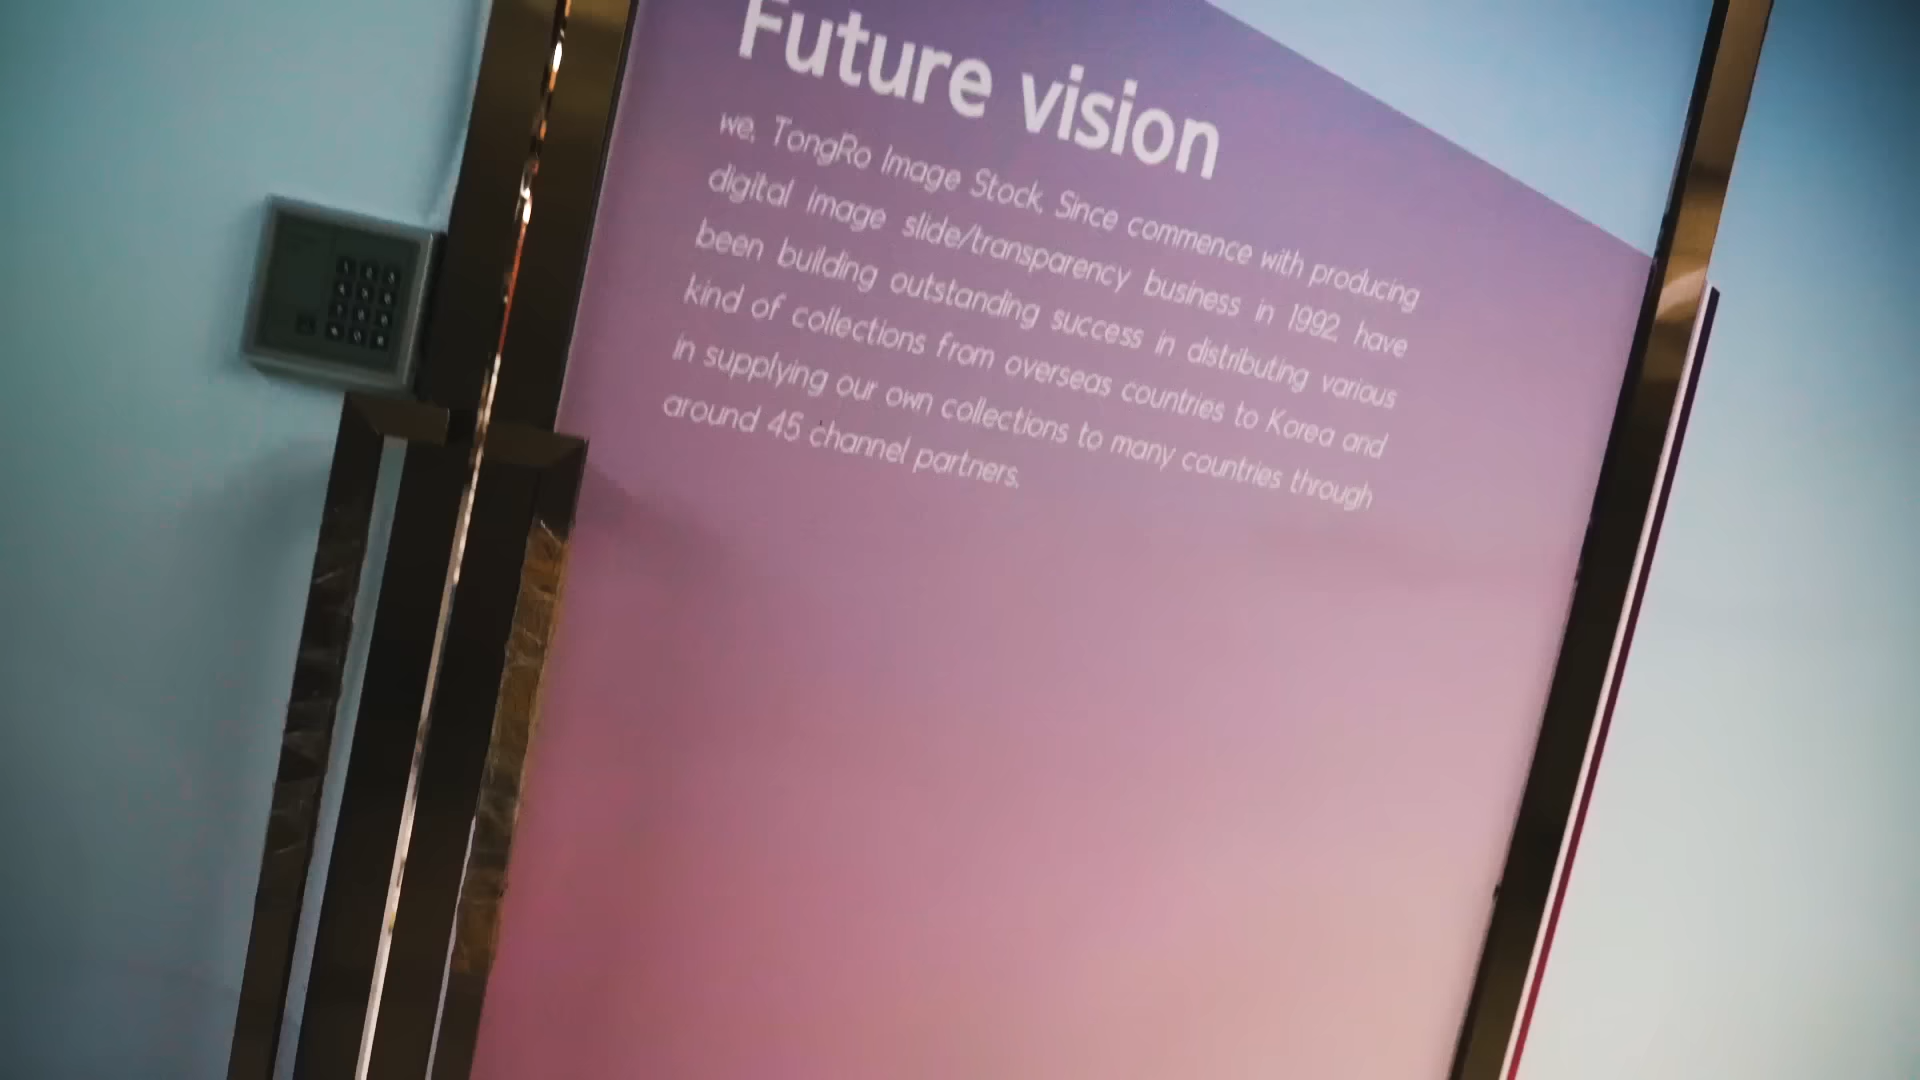 Future vision
we, TongRo Image Stock, Since commence with producing
digital image slide/transparency business in 1992, have
been building outstanding success in distributing various
kind of collections from overseas countries to Korea and
in supplying our own collections to many countries through
around 45 channel partners.